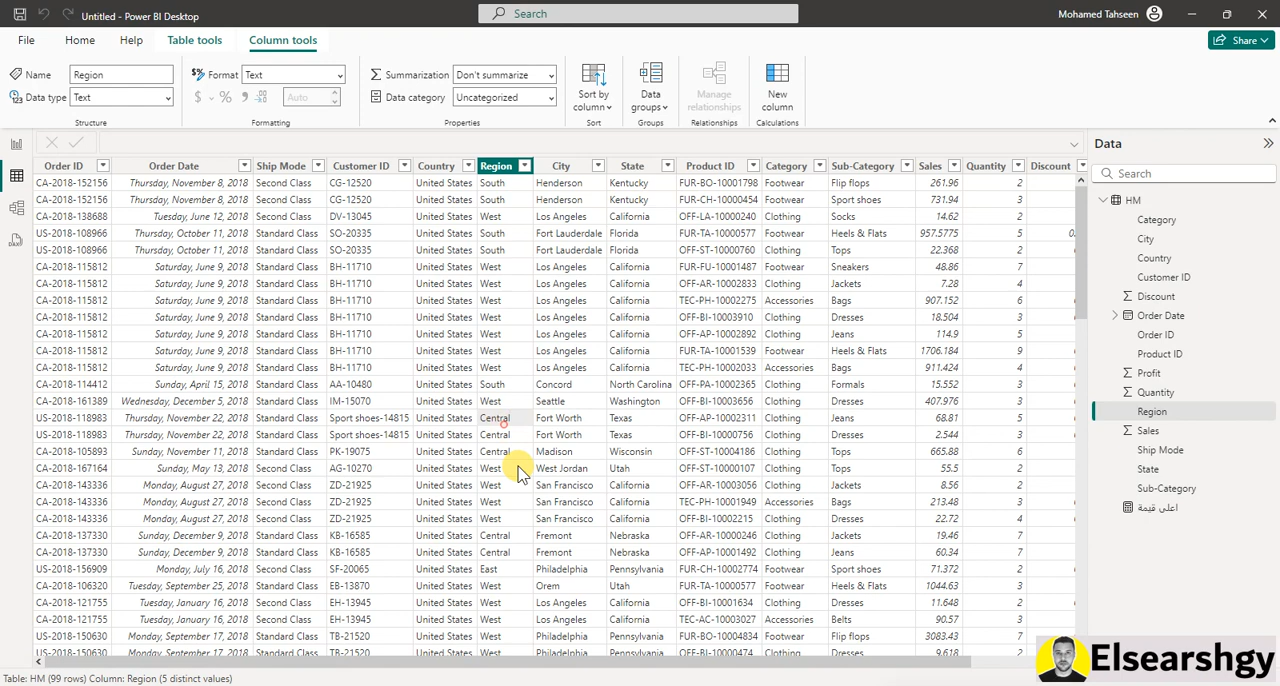 Untitled - Power BI Desktop
Search
Mohamed Tahseen
File Home Help Table tools Column tools Share
Name Region
Data type Text
Structure
Format Text
$ % Auto
Formatting
Summarization Don't summarize
Data category Uncategorized
Properties
Sort by column
Sort
Data groups
Groups
Manage relationships
Relationships
New column
Calculations
Order ID Order Date Ship Mode Customer ID Country Region City State Product ID Category Sub-Category Sales Quantity Discount
CA-2018-152156 Thursday, November 8, 2018 Second Class CG-12520 United States South Henderson Kentucky FUR-BO-10001798 Footwear Flip flops 261.96 2
CA-2018-152156 Thursday, November 8, 2018 Second Class CG-12520 United States South Henderson Kentucky FUR-CH-10000454 Footwear Sport shoes 731.94 3
CA-2018-138688 Tuesday, June 12, 2018 Second Class DV-13045 United States West Los Angeles California OFF-LA-10000240 Clothing Socks 14.62 2
US-2018-108966 Thursday, October 11, 2018 Standard Class SO-20335 United States South Fort Lauderdale Florida FUR-TA-10000577 Footwear Heels & Flats 957.5775 5 0.
US-2018-108966 Thursday, October 11, 2018 Standard Class SO-20335 United States South Fort Lauderdale Florida OFF-ST-10000760 Clothing Tops 22.368 2
CA-2018-115812 Saturday, June 9, 2018 Standard Class BH-11710 United States West Los Angeles California FUR-FU-10001487 Footwear Sneakers 48.86 7
CA-2018-115812 Saturday, June 9, 2018 Standard Class BH-11710 United States West Los Angeles California OFF-AR-10002833 Clothing Jackets 7.28 4
CA-2018-115812 Saturday, June 9, 2018 Standard Class BH-11710 United States West Los Angeles California TEC-PH-10002275 Accessories Bags 907.152 6
CA-2018-115812 Saturday, June 9, 2018 Standard Class BH-11710 United States West Los Angeles California OFF-BI-10003910 Clothing Dresses 18.504 3
CA-2018-115812 Saturday, June 9, 2018 Standard Class BH-11710 United States West Los Angeles California OFF-AP-10002892 Clothing Jeans 114.9 5
CA-2018-115812 Saturday, June 9, 2018 Standard Class BH-11710 United States West Los Angeles California FUR-TA-10001539 Footwear Heels & Flats 1706.184 9
CA-2018-115812 Saturday, June 9, 2018 Standard Class BH-11710 United States West Los Angeles California TEC-PH-10002033 Accessories Bags 911.424 4
CA-2018-114412 Sunday, April 15, 2018 Standard Class AA-10480 United States South Concord North Carolina OFF-PA-10002365 Clothing Formals 15.552 3
CA-2018-161389 Wednesday, December 5, 2018 Standard Class IM-15070 United States West Seattle Washington OFF-BI-10003656 Clothing Dresses 407.976 3
US-2018-118983 Thursday, November 22, 2018 Standard Class Sport shoes-14815 United States Central Fort Worth Texas OFF-AP-10002311 Clothing Jeans 68.81 5
US-2018-118983 Thursday, November 22, 2018 Standard Class Sport shoes-14815 United States Central Fort Worth Texas OFF-BI-10000756 Clothing Dresses 2.544 3
CA-2018-105893 Sunday, November 11, 2018 Standard Class PK-19075 United States Central Madison Wisconsin OFF-ST-10004186 Clothing Tops 665.88 6
CA-2018-167164 Sunday, May 13, 2018 Second Class AG-10270 United States West West Jordan Utah OFF-ST-10000107 Clothing Tops 55.5 2
CA-2018-143336 Monday, August 27, 2018 Second Class ZD-21925 United States West San Francisco California OFF-AR-10003056 Clothing Jackets 8.56 2
CA-2018-143336 Monday, August 27, 2018 Second Class ZD-21925 United States West San Francisco California TEC-PH-10001949 Accessories Bags 213.48 3
CA-2018-143336 Monday, August 27, 2018 Second Class ZD-21925 United States West San Francisco California OFF-BI-10002215 Clothing Dresses 22.72 4
CA-2018-137330 Sunday, December 9, 2018 Standard Class KB-16585 United States Central Fremont Nebraska OFF-AR-10000246 Clothing Jackets 19.46 7
CA-2018-137330 Sunday, December 9, 2018 Standard Class KB-16585 United States Central Fremont Nebraska OFF-AP-10001492 Clothing Jeans 60.34 7
US-2018-156909 Monday, July 16, 2018 Second Class SF-20065 United States East Philadelphia Pennsylvania FUR-CH-10002774 Footwear Sport shoes 71.372 2
CA-2018-106320 Tuesday, September 25, 2018 Standard Class EB-13870 United States West Orem Utah FUR-TA-10000577 Footwear Heels & Flats 1044.63 3
CA-2018-121755 Tuesday, January 16, 2018 Second Class EH-13945 United States West Los Angeles California OFF-BI-10001634 Clothing Dresses 11.648 2
CA-2018-121755 Tuesday, January 16, 2018 Second Class EH-13945 United States West Los Angeles California TEC-AC-10003027 Accessories Belts 90.57 3
US-2018-150630 Monday, September 17, 2018 Standard Class TB-21520 United States West Philadelphia Pennsylvania FUR-BO-10004834 Footwear Flip flops 3083.43 7
US-2018-150630 Monday, September 17, 2018 Standard Class TB-21520 United States West Philadelphia Pennsylvania 9.618 2
Data
Search
HM
Category
City
Country
Customer ID
Discount
Order Date
Order ID
Product ID
Profit
Quantity
Region
Sales
Ship Mode
State
Sub-Category
اعلى قيمة
Elsearshgy
Table: HM (99 rows) Column: Region (5 distinct values)